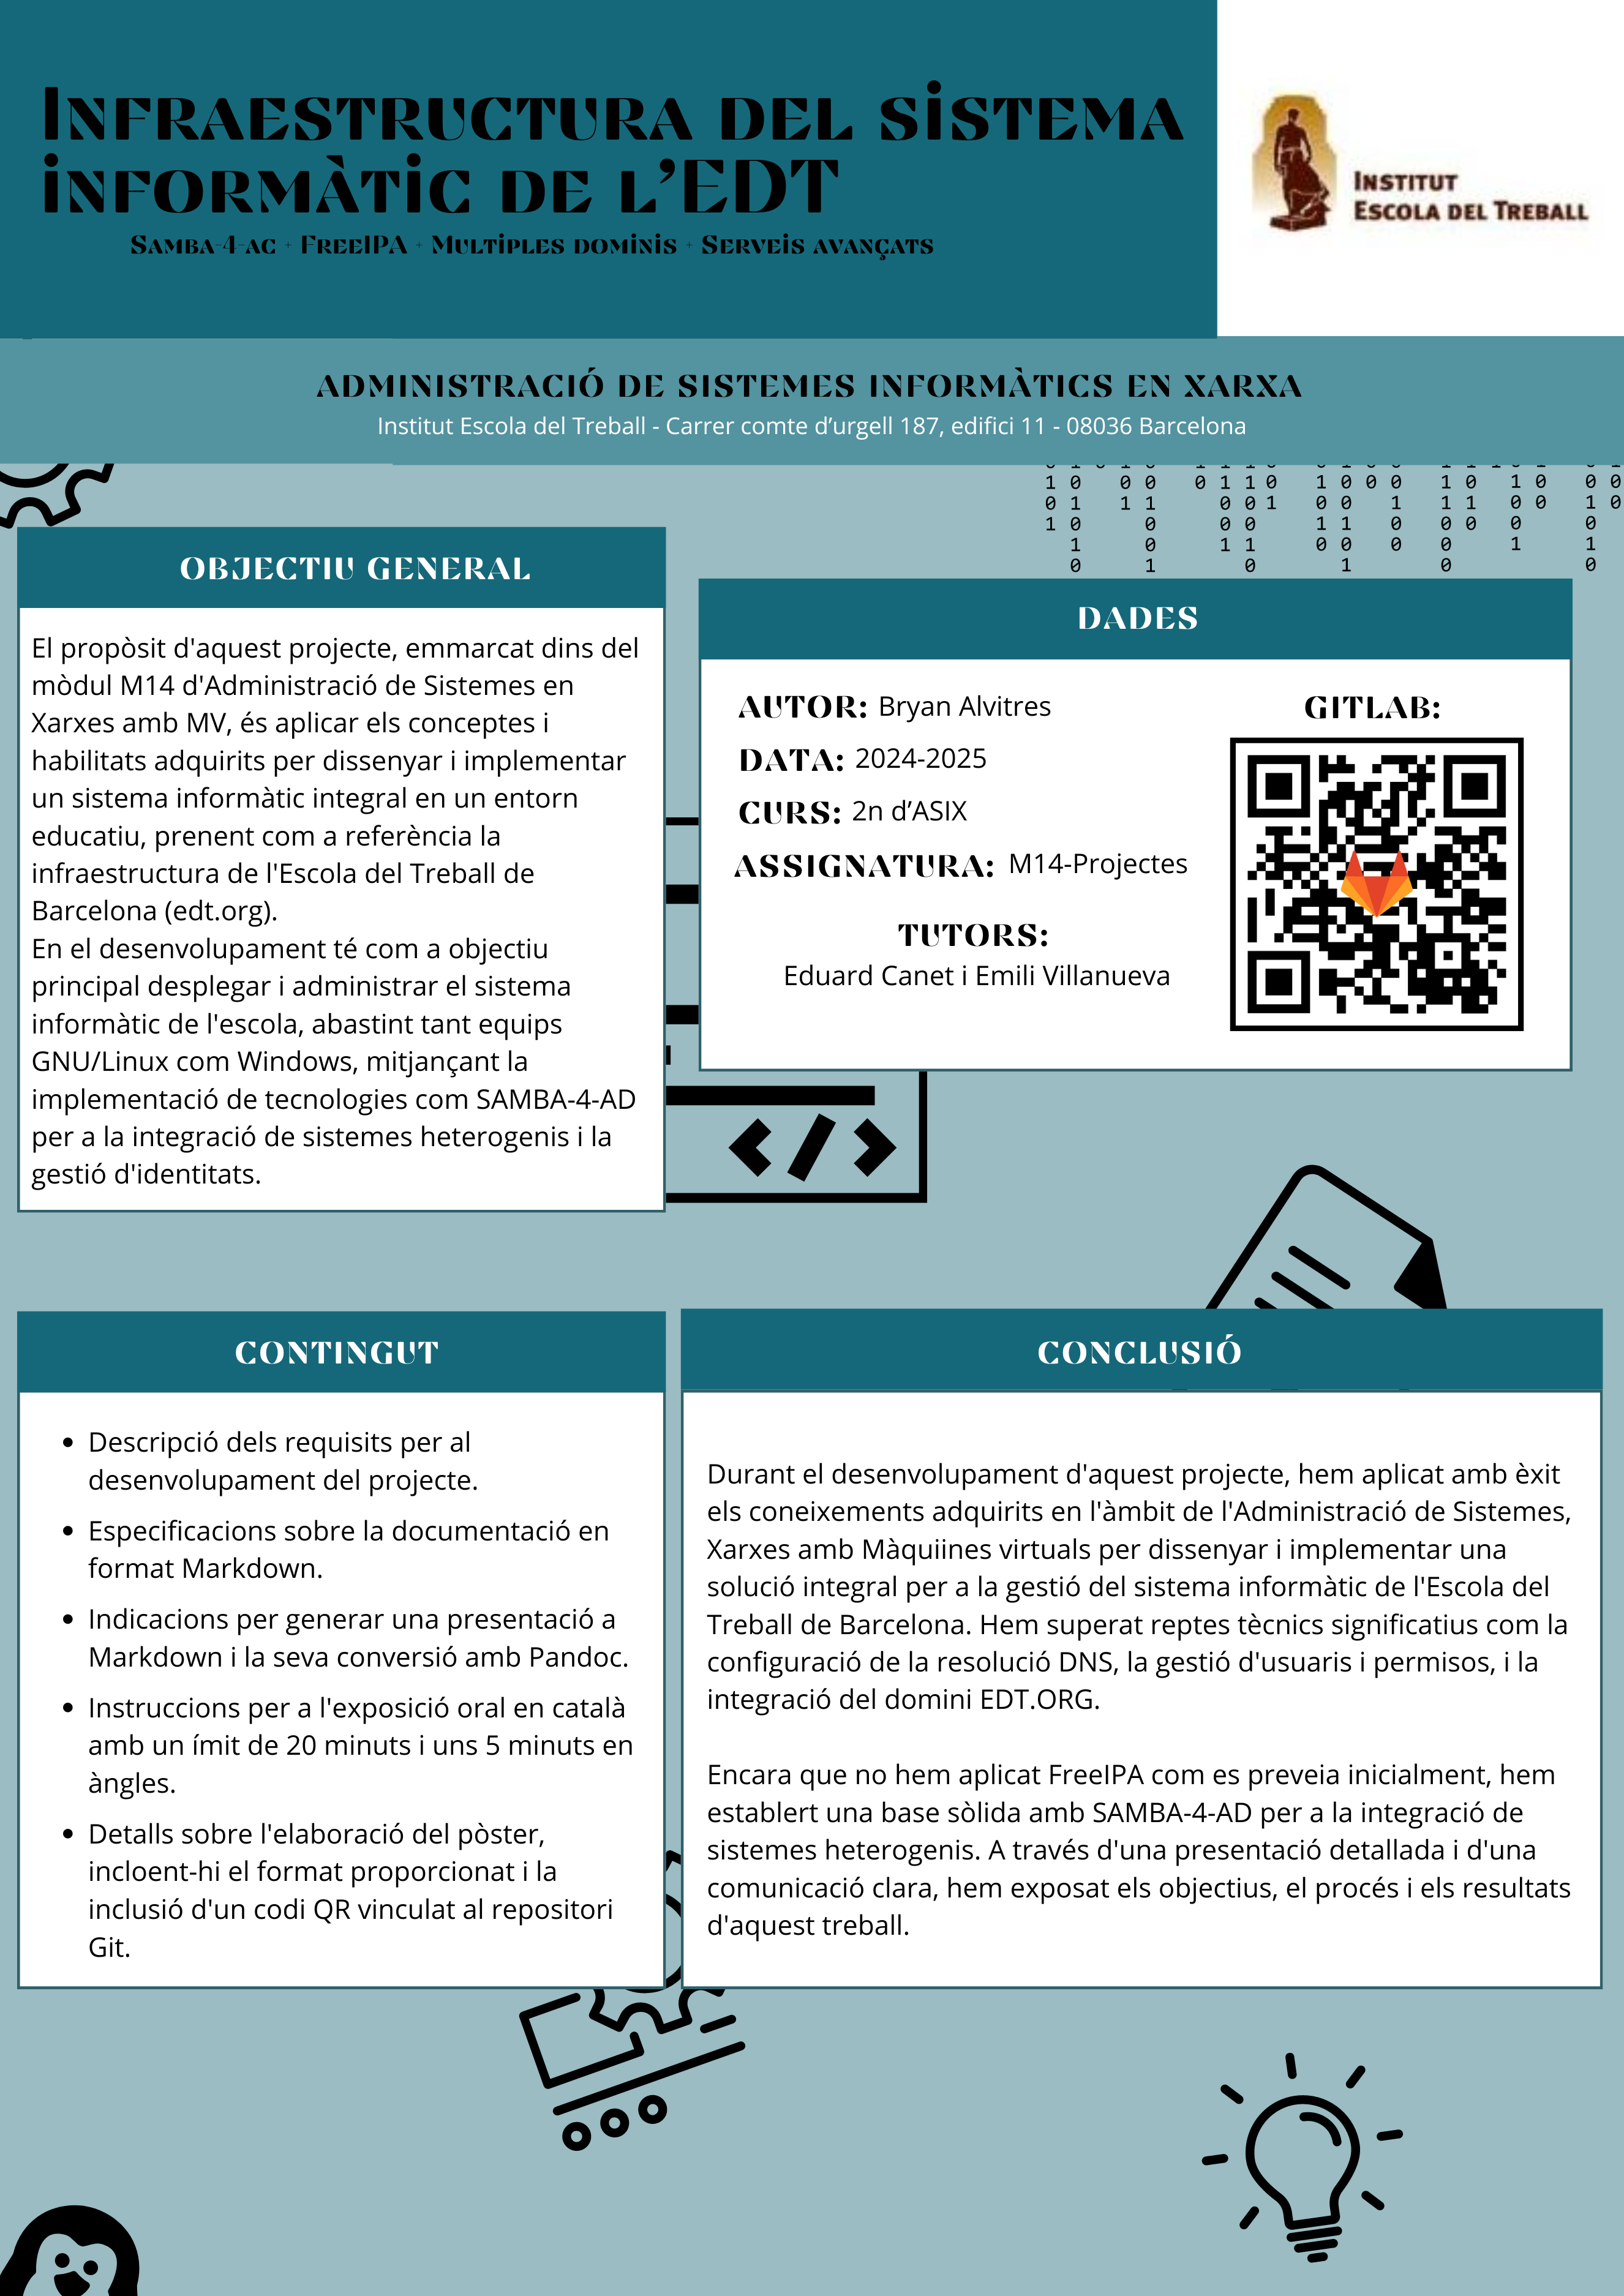 Infraestructura del sistema
informàtic de l’EDT
Samba-4-ac + FreeIPA + Multiples dominis + Serveis avançats
INSTITUT
ESCOLA DEL TREBALL
ADMINISTRACIÓ DE SISTEMES INFORMÀTICS EN XARXA
Institut Escola del Treball - Carrer comte d’urgell 187, edifici 11 - 08036 Barcelona
OBJECTIU GENERAL
El propòsit d'aquest projecte, emmarcat dins del
mòdul M14 d'Administració de Sistemes en
Xarxes amb MV, és aplicar els conceptes i
habilitats adquirits per dissenyar i implementar
un sistema informàtic integral en un entorn
educatiu, prenent com a referència la
infraestructura de l'Escola del Treball de
Barcelona (edt.org).
En el desenvolupament té com a objectiu
principal desplegar i administrar el sistema
informàtic de l'escola, abastint tant equips
GNU/Linux com Windows, mitjançant la
implementació de tecnologies com SAMBA-4-AD
per a la integració de sistemes heterogenis i la
gestió d'identitats.
DADES
AUTOR: Bryan Alvitres
DATA: 2024-2025
CURS: 2n d’ASIX
ASSIGNATURA: M14-Projectes
TUTORS:
Eduard Canet i Emili Villanueva
GITLAB:
</>
CONTINGUT
• Descripció dels requisits per al
desenvolupament del projecte.
• Especificacions sobre la documentació en
format Markdown.
• Indicacions per generar una presentació a
Markdown i la seva conversió amb Pandoc.
• Instruccions per a l'exposició oral en català
amb un ímit de 20 minuts i uns 5 minuts en
àngles.
• Detalls sobre l'elaboració del pòster,
incloent-hi el format proporcionat i la
inclusió d'un codi QR vinculat al repositori
Git.
CONCLUSIÓ
Durant el desenvolupament d'aquest projecte, hem aplicat amb èxit
els coneixements adquirits en l'àmbit de l'Administració de Sistemes,
Xarxes amb Màquiines virtuals per dissenyar i implementar una
solució integral per a la gestió del sistema informàtic de l'Escola del
Treball de Barcelona. Hem superat reptes tècnics significatius com la
configuració de la resolució DNS, la gestió d'usuaris i permisos, i la
integració del domini EDT.ORG.
Encara que no hem aplicat FreeIPA com es preveia inicialment, hem
establert una base sòlida amb SAMBA-4-AD per a la integració de
sistemes heterogenis. A través d'una presentació detallada i d'una
comunicació clara, hem exposat els objectius, el procés i els resultats
d'aquest treball.